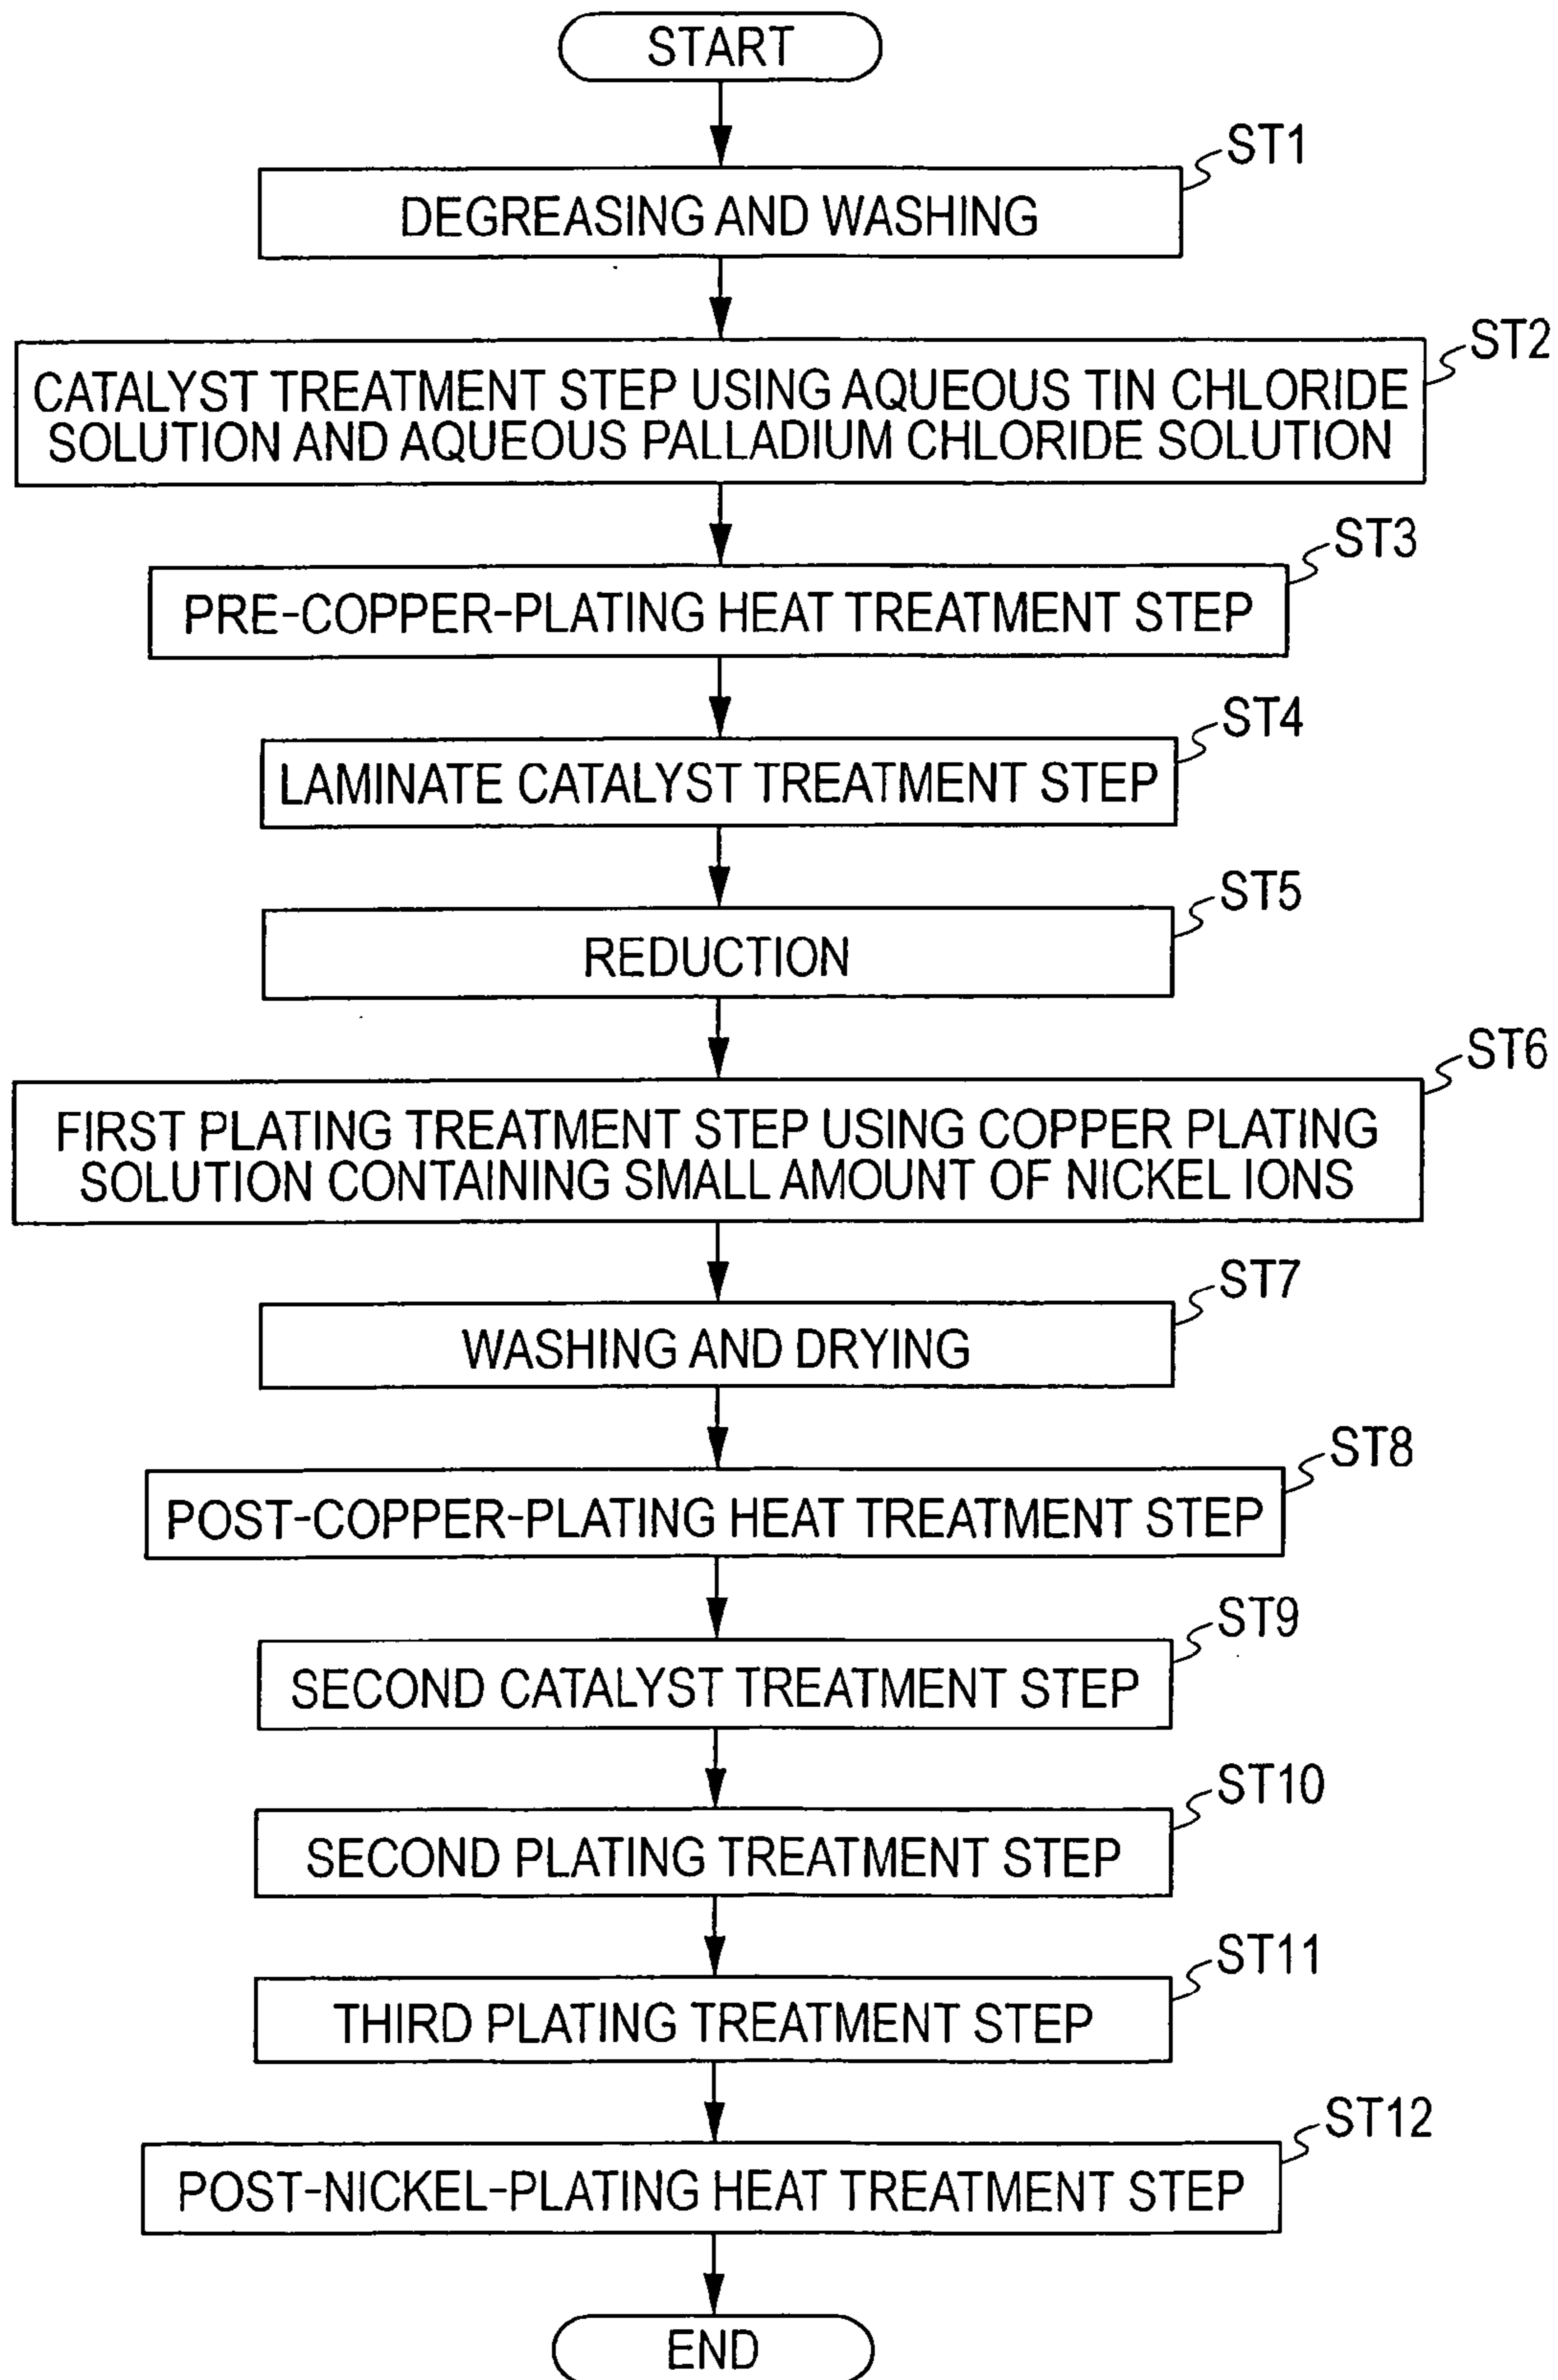 START
ST1
DEGREASING AND WASHING
ST2
CATALYST TREATMENT STEP USING AQUEOUS TIN CHLORIDE
SOLUTION AND AQUEOUS PALLADIUM CHLORIDE SOLUTION
ST3
PRE-COPPER-PLATING HEAT TREATMENT STEP
ST4
LAMINATE CATALYST TREATMENT STEP
ST5
REDUCTION
ST6
FIRST PLATING TREATMENT STEP USING COPPER PLATING
SOLUTION CONTAINING SMALL AMOUNT OF NICKEL IONS
ST7
WASHING AND DRYING
ST8
POST-COPPER-PLATING HEAT TREATMENT STEP
ST9
SECOND CATALYST TREATMENT STEP
ST10
SECOND PLATING TREATMENT STEP
ST11
THIRD PLATING TREATMENT STEP
ST12
POST-NICKEL-PLATING HEAT TREATMENT STEP
END